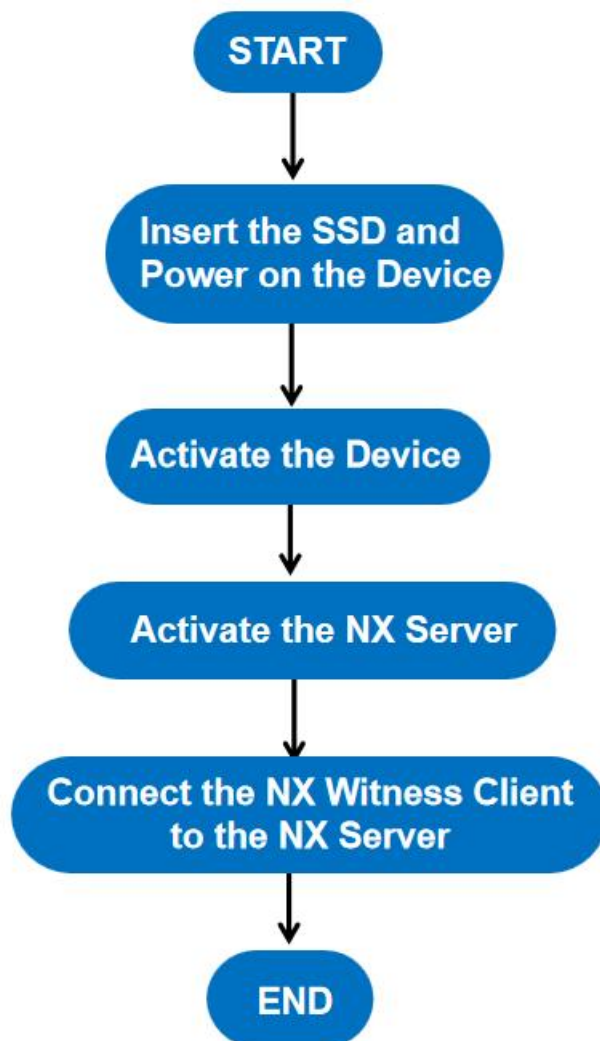 START
Insert the SSD and
Power on the Device
Activate the Device
Activate the NX Server
Connect the NX Witness Client
to the NX Server
END